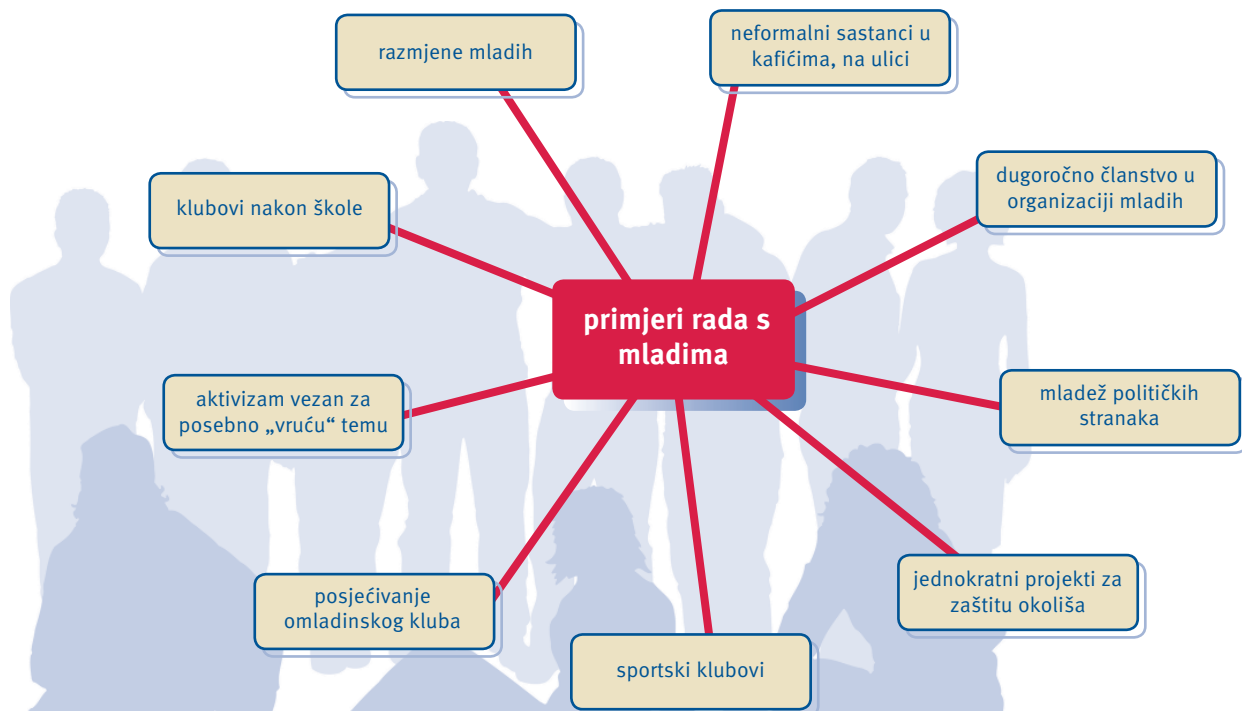 razmjene mladih
neformalni sastanci u
kafićima, na ulici
klubovi nakon škole
dugoročno članstvo u
organizaciji mladih
primjeri rada s
mladima
aktivizam vezan za
posebno „vruću“ temu
mladež političkih
stranaka
posjećivanje
omladinskog kluba
sportski klubovi
jednokratni projekti za
zaštitu okoliša